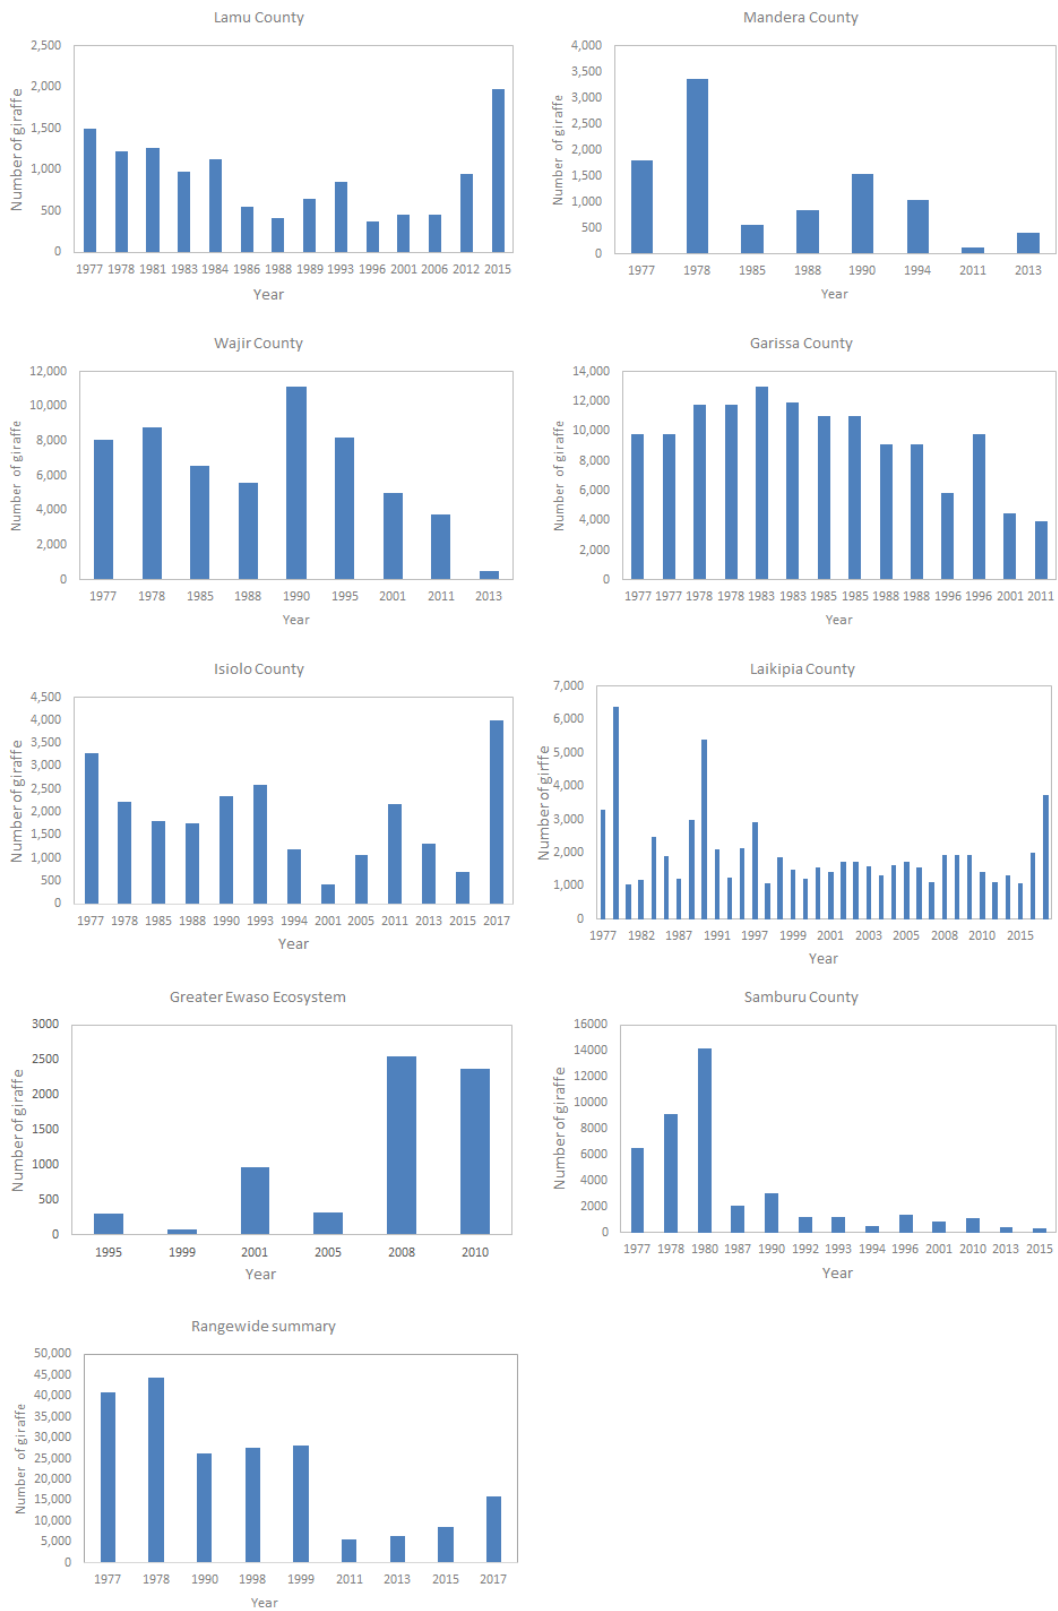 Lamu County
Number of giraffe
2,500
2,000
1,500
1,000
500
0
1977 1978 1981 1983 1984 1986 1988 1989 1993 1996 2001 2006 2012 2015
Year
Mandera County
Number of giraffe
4,000
3,500
3,000
2,500
2,000
1,500
1,000
500
0
1977 1978 1985 1988 1990 1994 2011 2013
Year
Wajir County
Number of giraffe
12,000
10,000
8,000
6,000
4,000
2,000
0
1977 1978 1985 1988 1990 1995 2001 2011 2013
Year
Garissa County
Number of giraffe
14,000
12,000
10,000
8,000
6,000
4,000
2,000
0
1977 1977 1978 1978 1983 1983 1985 1985 1988 1988 1996 1996 2001 2011
Year
Isiolo County
Number of giraffe
4,500
4,000
3,500
3,000
2,500
2,000
1,500
1,000
500
0
1977 1978 1985 1988 1990 1993 1994 2001 2005 2011 2013 2015 2017
Year
Laikipia County
Number of girffe
7,000
6,000
5,000
4,000
3,000
2,000
1,000
0
1977 1982 1987 1991 1997 1999 2001 2003 2005 2008 2010 2015
Year
Greater Ewaso Ecosystem
Number of giraffe
3000
2500
2000
1500
1000
500
0
1995 1999 2001 2005 2008 2010
Year
Samburu County
Number of giraffe
16000
14000
12000
10000
8000
6000
4000
2000
0
1977 1978 1980 1987 1990 1992 1993 1994 1996 2001 2010 2013 2015
Year
Rangewide summary
Number of giraffe
50,000
45,000
40,000
35,000
30,000
25,000
20,000
15,000
10,000
5,000
0
1977 1978 1990 1998 1999 2011 2013 2015 2017
Year